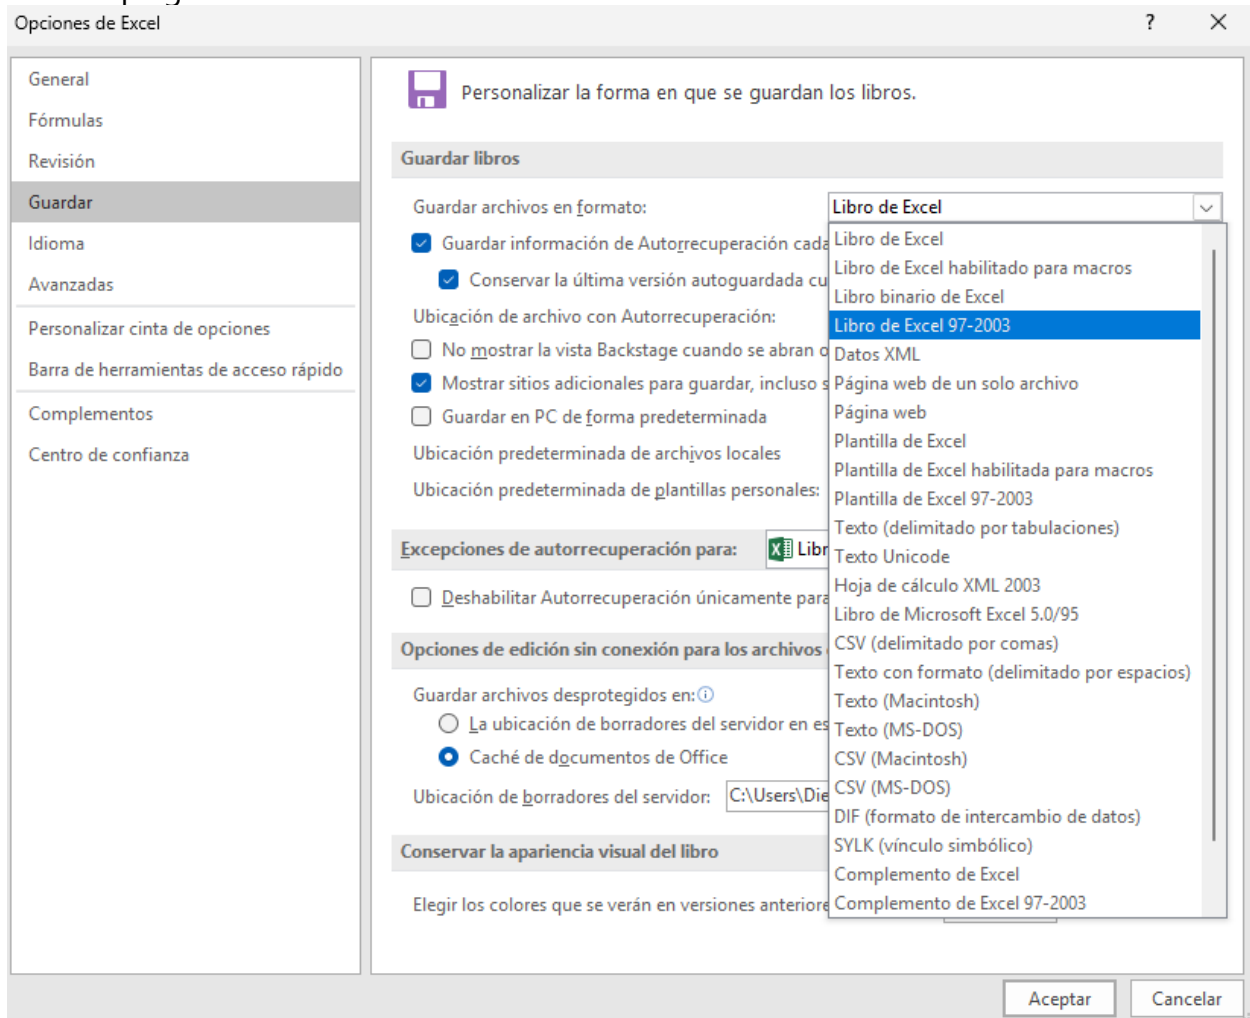 Opciones de Excel ?
General
Fórmulas
Revisión
Guardar
Idioma
Avanzadas
Personalizar cinta de opciones
Barra de herramientas de acceso rápido
Complementos
Centro de confianza
Personalizar la forma en que se guardan los libros.
Guardar libros
Guardar archivos en formato: Libro de Excel
Guardar información de Autorrecuperación cada
Conservar la última versión autoguardada cu
Ubicación de archivo con Autorrecuperación:
No mostrar la vista Backstage cuando se abran o
Mostrar sitios adicionales para guardar, incluso s
Guardar en PC de forma predeterminada
Ubicación predeterminada de archivos locales
Ubicación predeterminada de plantillas personales:
Excepciones de autorrecuperación para: Libr
Deshabilitar Autorrecuperación únicamente para
Opciones de edición sin conexión para los archivos
Guardar archivos desprotegidos en:
La ubicación de borradores del servidor en es
Caché de documentos de Office
Ubicación de borradores del servidor: C:\Users\Die
Conservar la apariencia visual del libro
Elegir los colores que se verán en versiones anteriore
Libro de Excel
Libro de Excel habilitado para macros
Libro binario de Excel
Libro de Excel 97-2003
Datos XML
Página web de un solo archivo
Página web
Plantilla de Excel
Plantilla de Excel habilitada para macros
Plantilla de Excel 97-2003
Texto (delimitado por tabulaciones)
Texto Unicode
Hoja de cálculo XML 2003
Libro de Microsoft Excel 5.0/95
CSV (delimitado por comas)
Texto con formato (delimitado por espacios)
Texto (Macintosh)
Texto (MS-DOS)
CSV (Macintosh)
CSV (MS-DOS)
DIF (formato de intercambio de datos)
SYLK (vínculo simbólico)
Complemento de Excel
Complemento de Excel 97-2003
Aceptar Cancelar